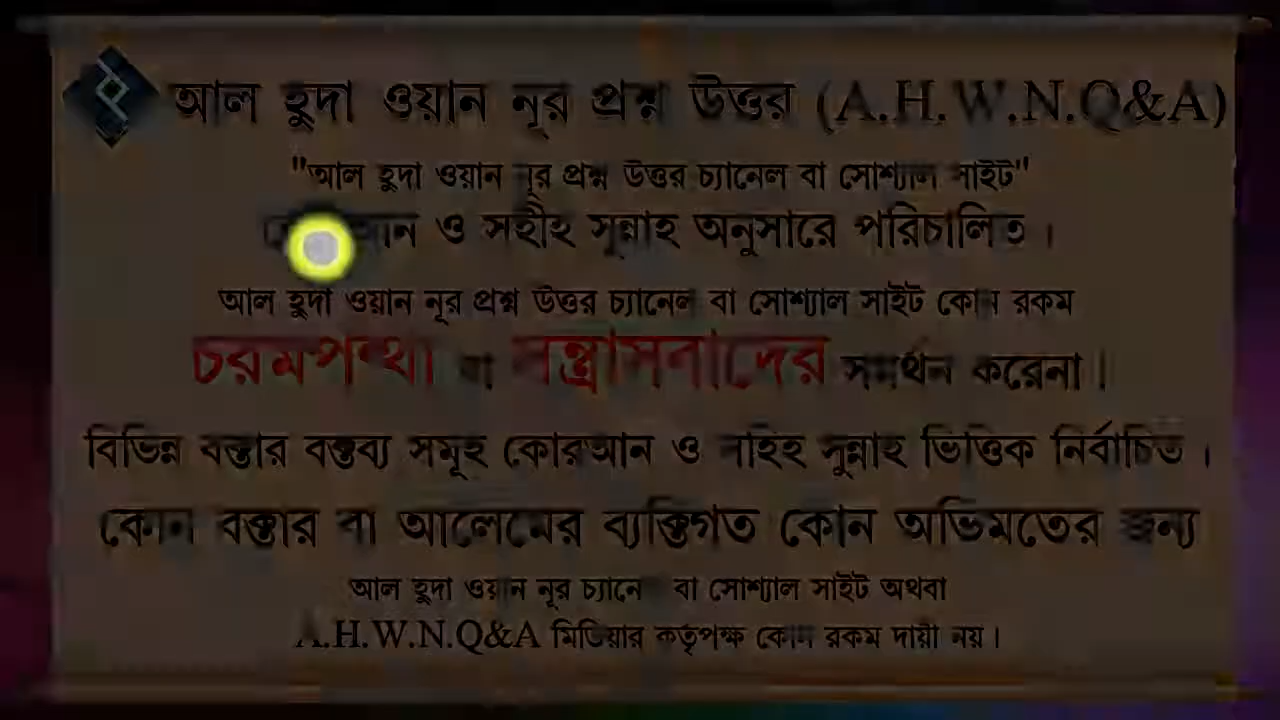 আল হুদা ওয়ান নূর প্রশ্ন উত্তর (A.H.W.N.Q&A)
"আল হুদা ওয়ান নূর প্রশ্ন উত্তর চ্যানেল বা সোশ্যাল সাইট"
ও সহীহ সুন্নাহ অনুসারে পরিচালিত ।
আল হুদা ওয়ান নূর প্রশ্ন উত্তর চ্যানেল বা সোশ্যাল সাইট কোন রকম
চরমপন্থা বা সন্ত্রাসবাদের সমর্থন করেনা ।
বিভিন্ন বক্তার বক্তব্য সমূহ কোরআন ও সহিহ সুন্নাহ ভিত্তিক নির্বাচিত ।
কোন বক্তার বা আলেমের ব্যক্তিগত কোন অভিমতের জন্য
আল হুদা ওয়ান নূর চ্যানেল বা সোশ্যাল সাইট অথবা
A.H.W.N.Q&A মিডিয়ার কর্তৃপক্ষ কোন রকম দায়ী নয় ।